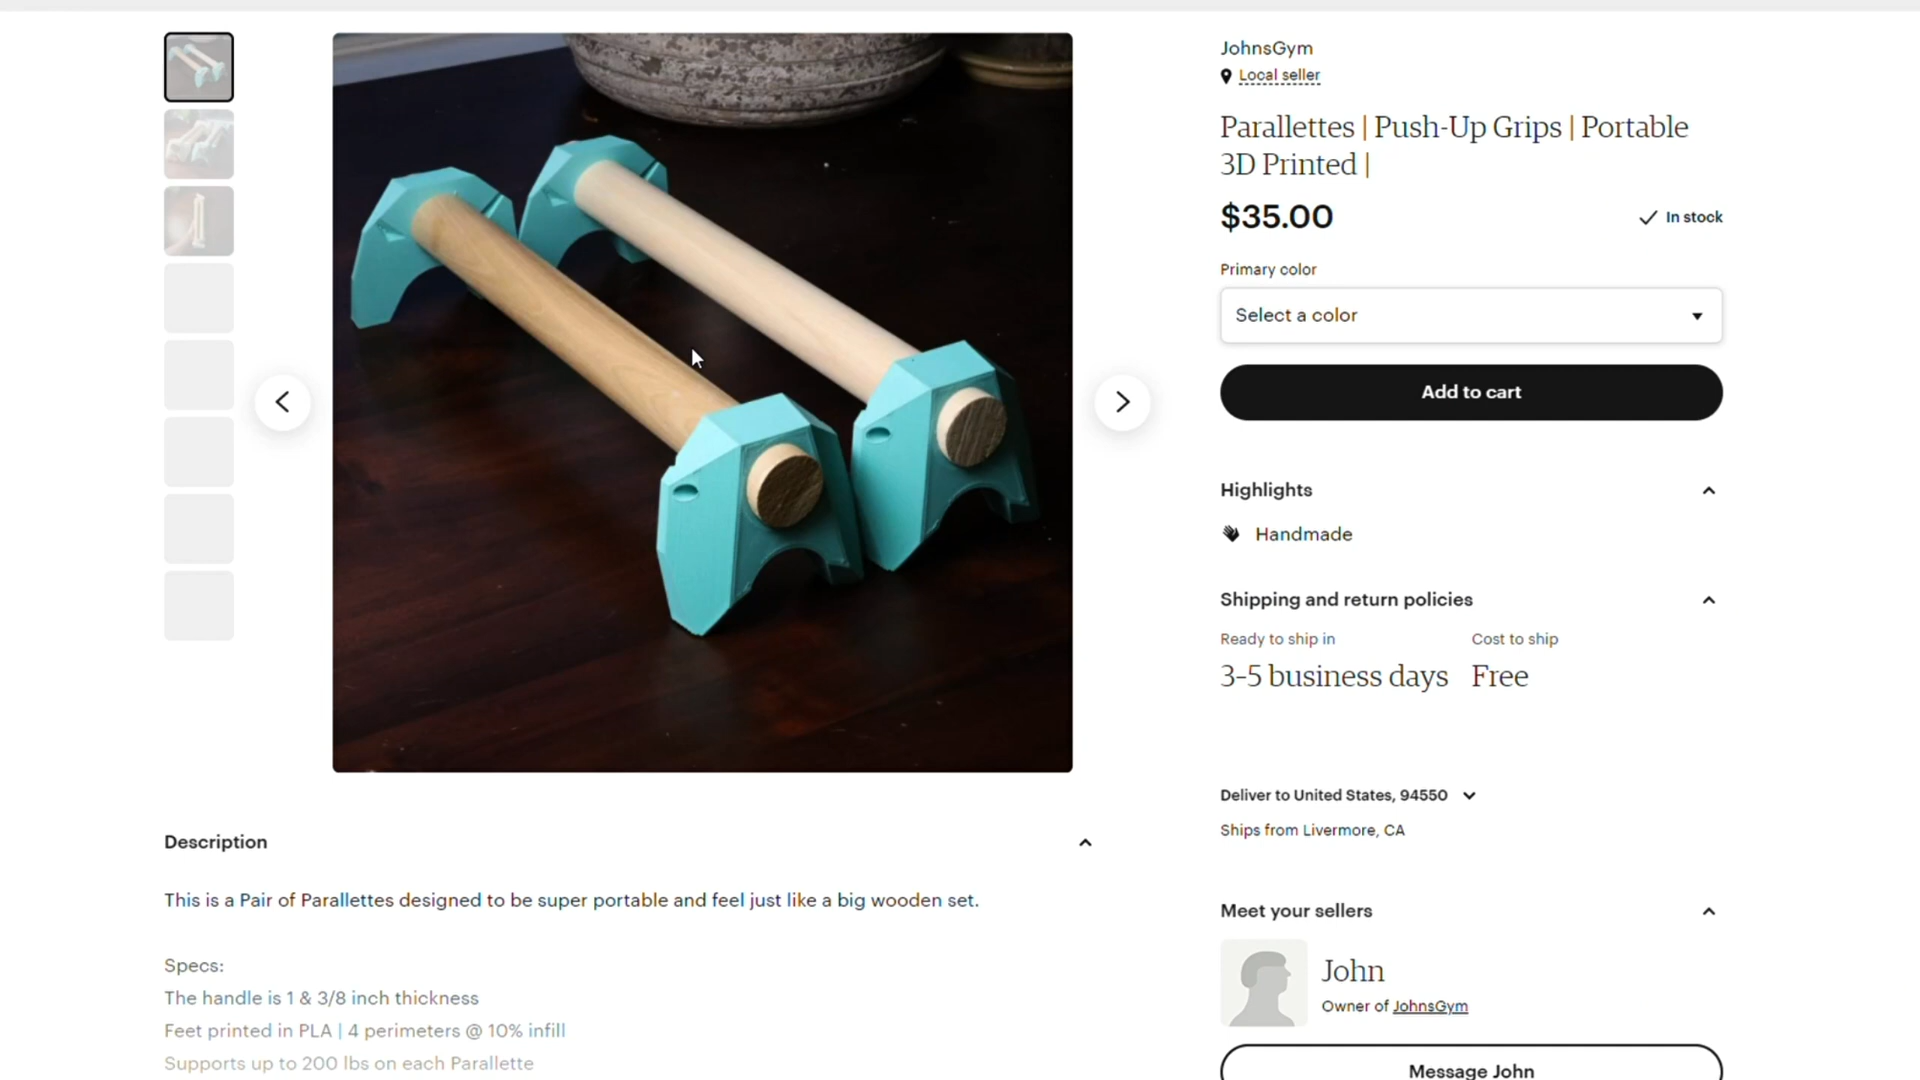 JohnsGym
Local seller
Parallettes | Push-Up Grips | Portable
3D Printed |
$35.00
In stock
Primary color
Select a color
Add to cart
Highlights
Handmade
Shipping and return policies
Ready to ship in
Cost to ship
3-5 business days
Free
Deliver to United States, 94550
Ships from Livermore, CA
Meet your sellers
John
Owner of JohnsGym
Message John
Description
This is a Pair of Parallettes designed to be super portable and feel just like a big wooden set.
Specs:
The handle is 1 & 3/8 inch thickness
Feet printed in PLA | 4 perimeters @ 10% infill
Supports up to 200 lbs on each Parallette